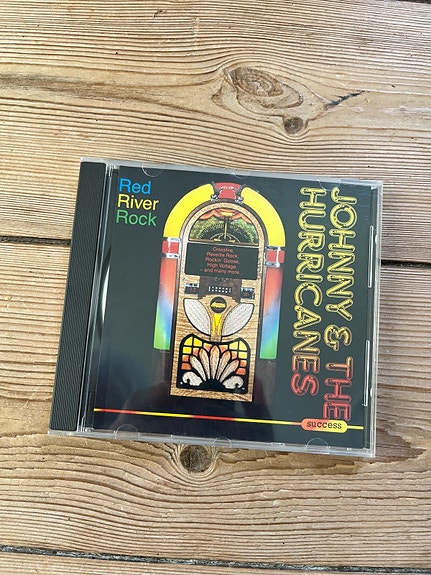 Red
River
Rock
Crossfire,
Reveille Rock,
Rockin' Goose,
High Voltage
– and many more
JOHNNY & THE
HURRICANES
success